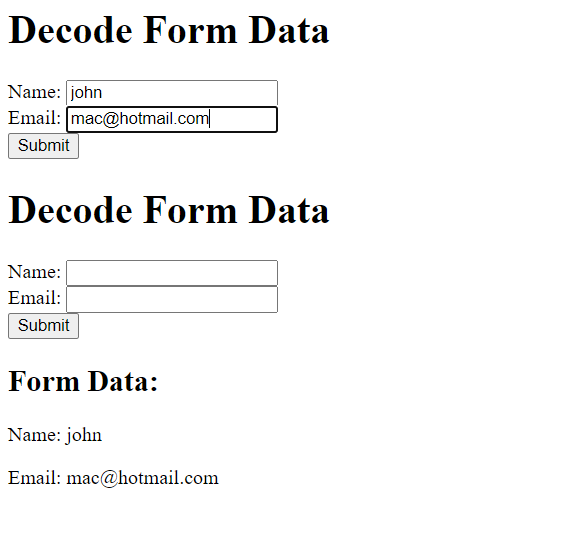 Decode Form Data
Name: john
Email: mac@hotmail.com
Submit
Decode Form Data
Name:
Email:
Submit
Form Data:
Name: john
Email: mac@hotmail.com